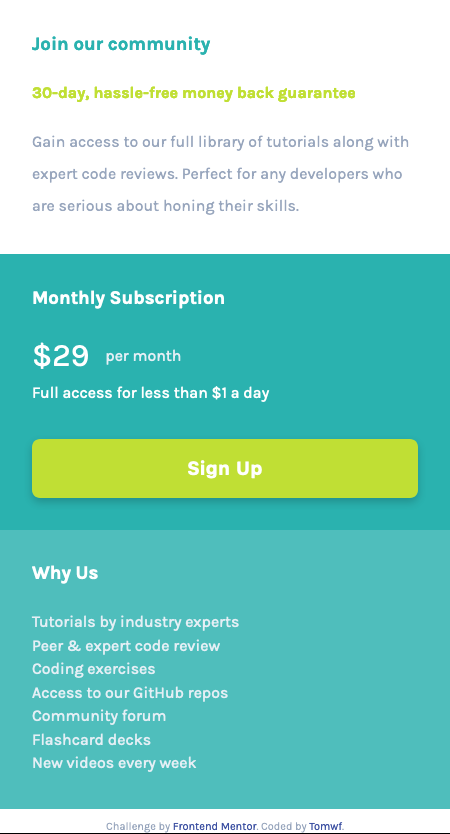 Join our community
30-day, hassle-free money back guarantee
Gain access to our full library of tutorials along with
expert code reviews. Perfect for any developers who
are serious about honing their skills.
Monthly Subscription
$29 per month
Full access for less than $1 a day
Sign Up
Why Us
Tutorials by industry experts
Peer & expert code review
Coding exercises
Access to our GitHub repos
Community forum
Flashcard decks
New videos every week
Challenge by Frontend Mentor. Coded by Tomwf.